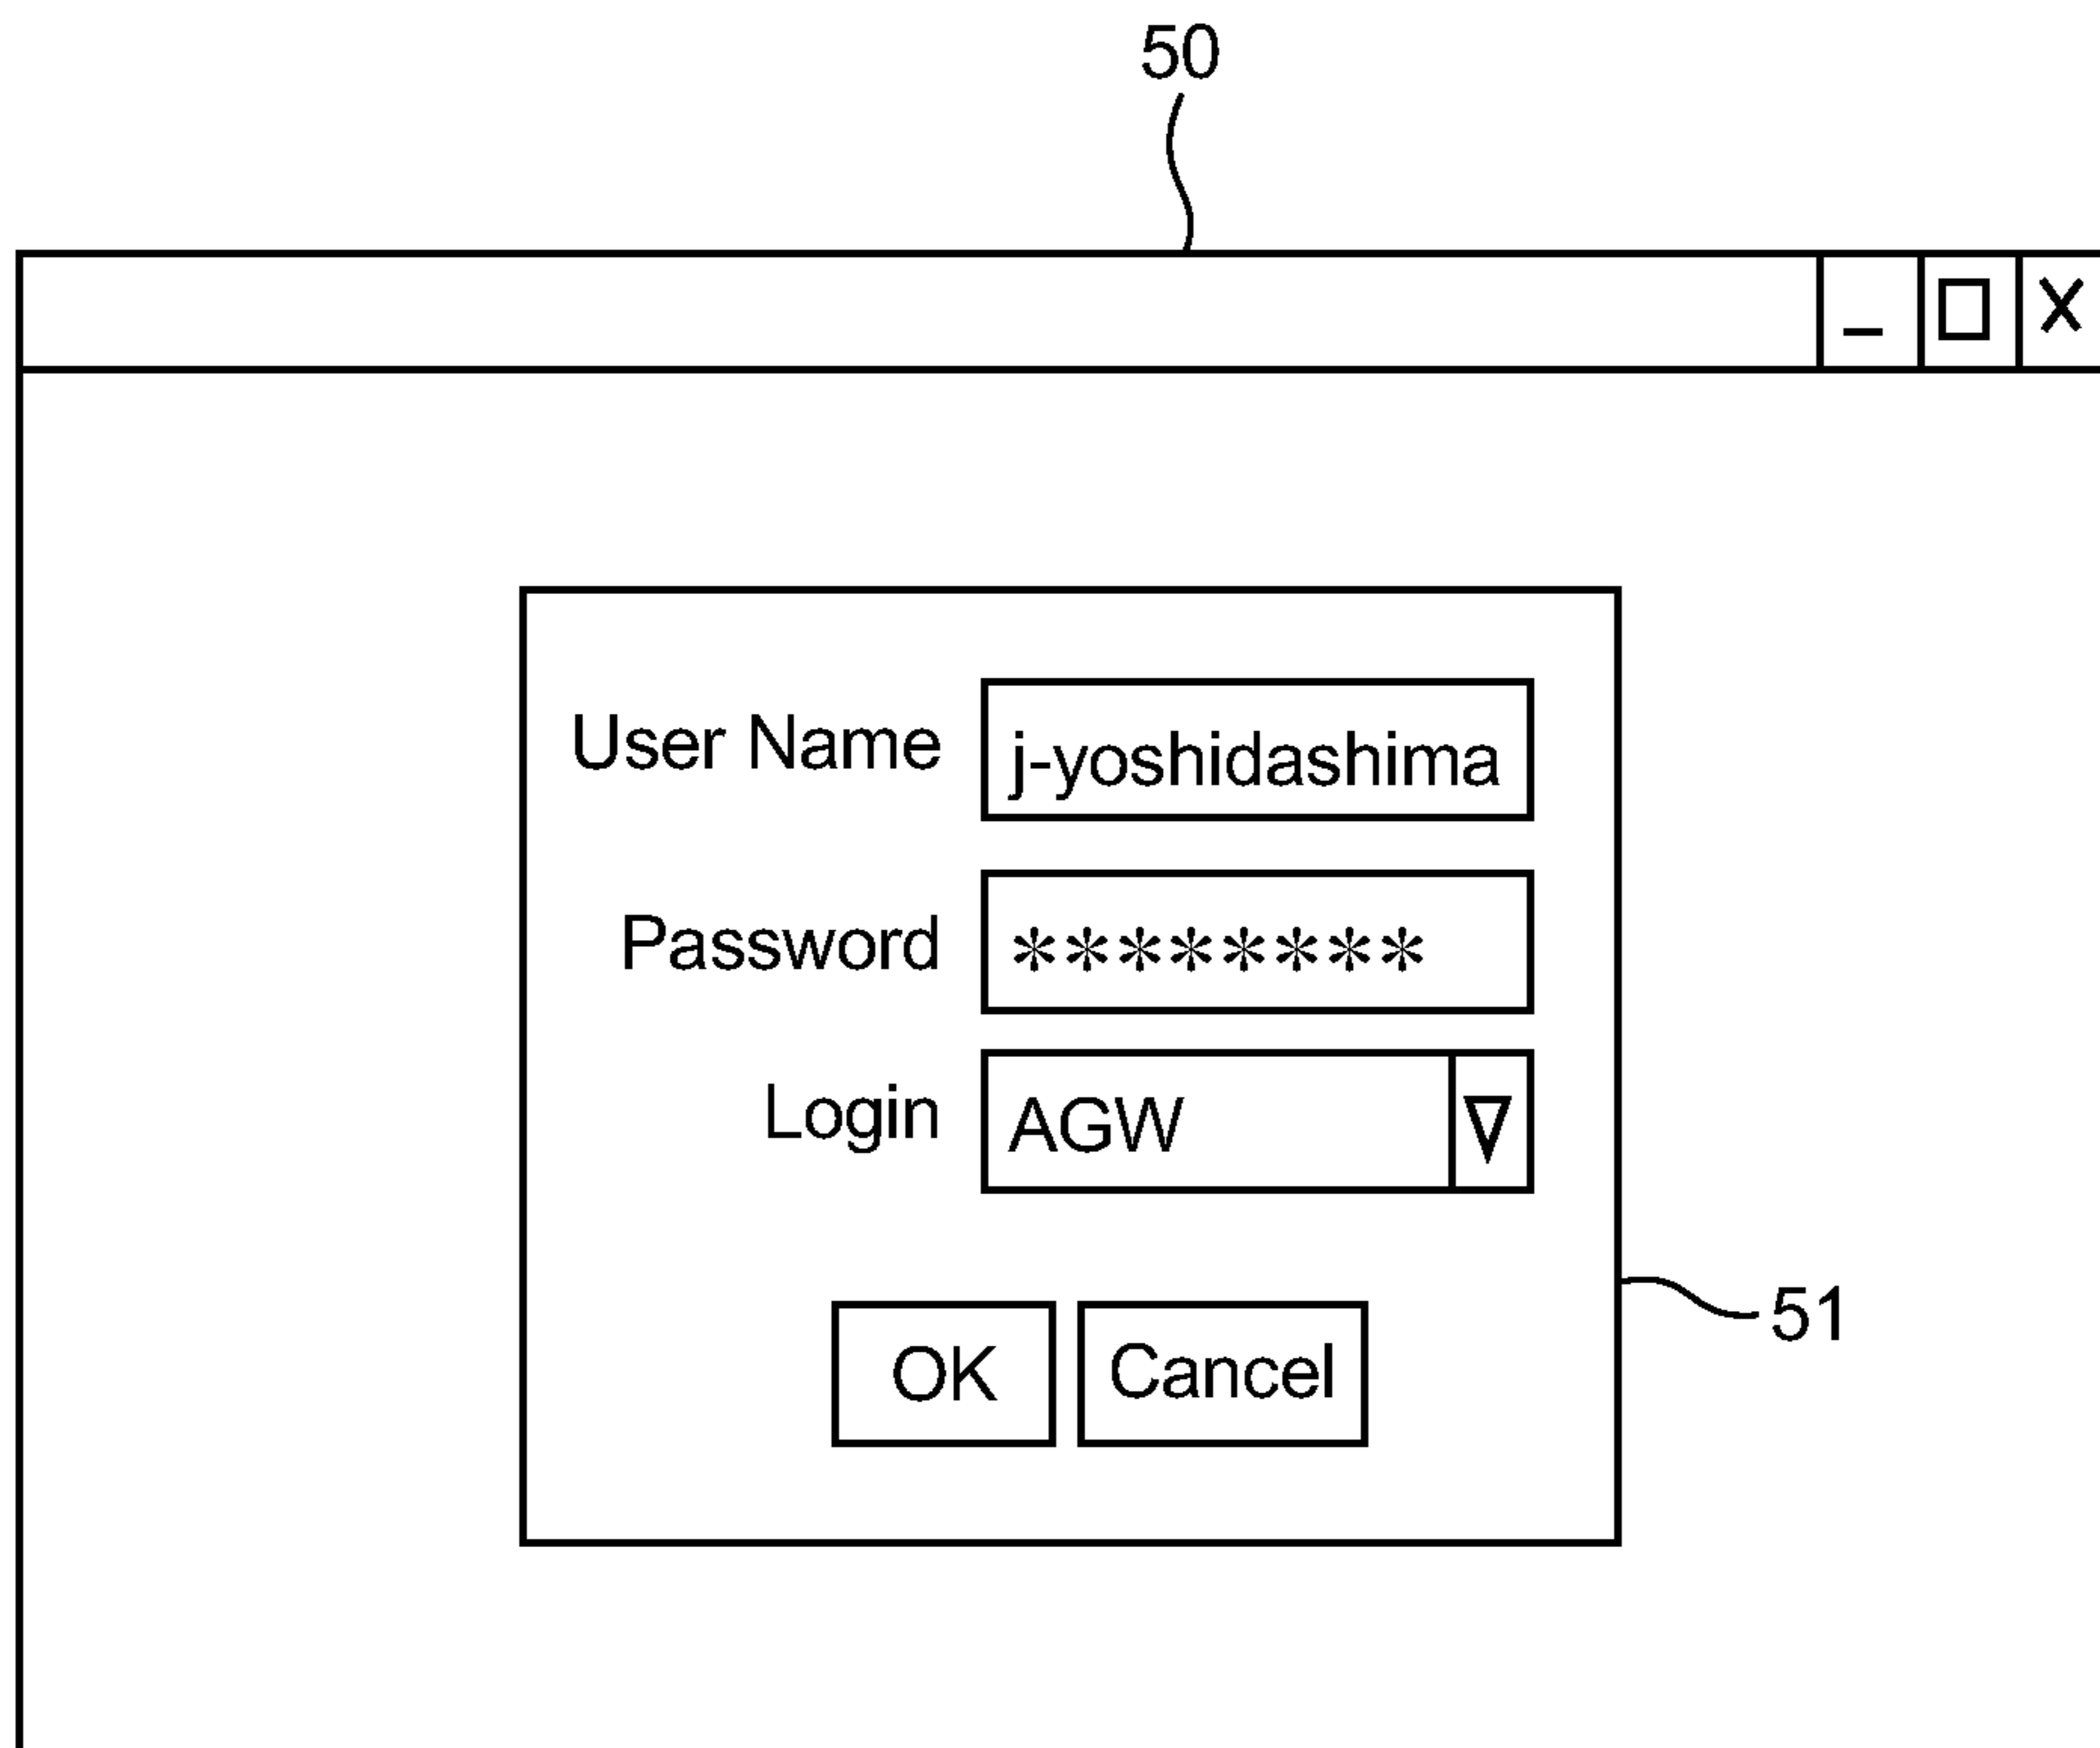 50
User Name j-yoshidashima
Password ********
Login AGW
OK Cancel
51